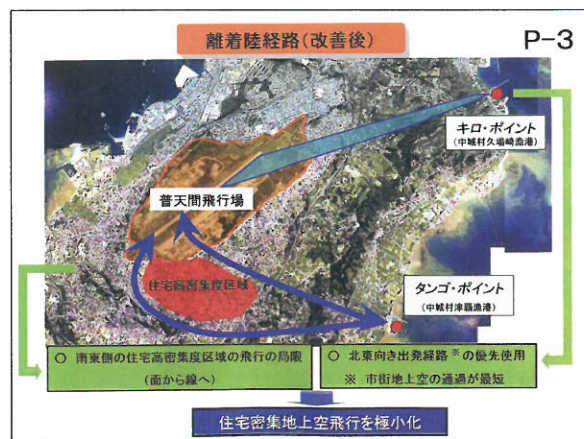 離着陸経路(改善後)
P-3
キロ・ポイント
(中城村久場崎漁港)
普天間飛行場
住宅高密集度区域
タンゴ・ポイント
(中城村津覇漁港)
○ 南東側の住宅高密集度区域の飛行の局限
(面から線へ)
○ 北東向き出発経路※の優先使用
※ 市街地上空の通過が最短
住宅密集地上空飛行を極小化